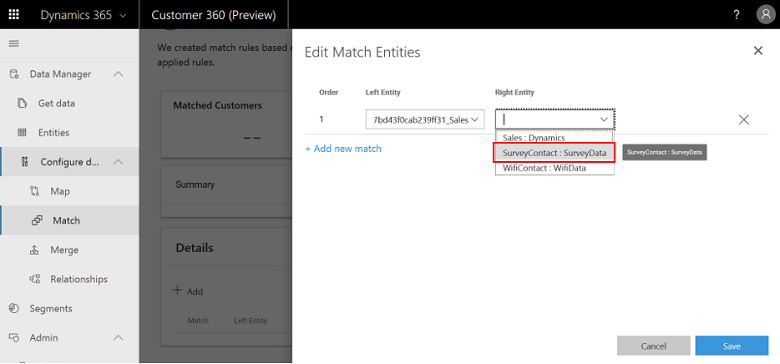 Dynamics 365
Customer 360 (Preview)
?
Data Manager
Get data
Entities
Configure d...
Map
Match
Merge
Relationships
Segments
Admin
We created match rules based
applied rules.
Matched Customers
--
Summary
Details
+ Add
Match Left Entity
Edit Match Entities
Order Left Entity Right Entity
1 7bd43f0cab239ff31_Sales
Sales : Dynamics
SurveyContact : SurveyData
SurveyContact : SurveyData
WifiContact : WifiData
+ Add new match
Cancel Save